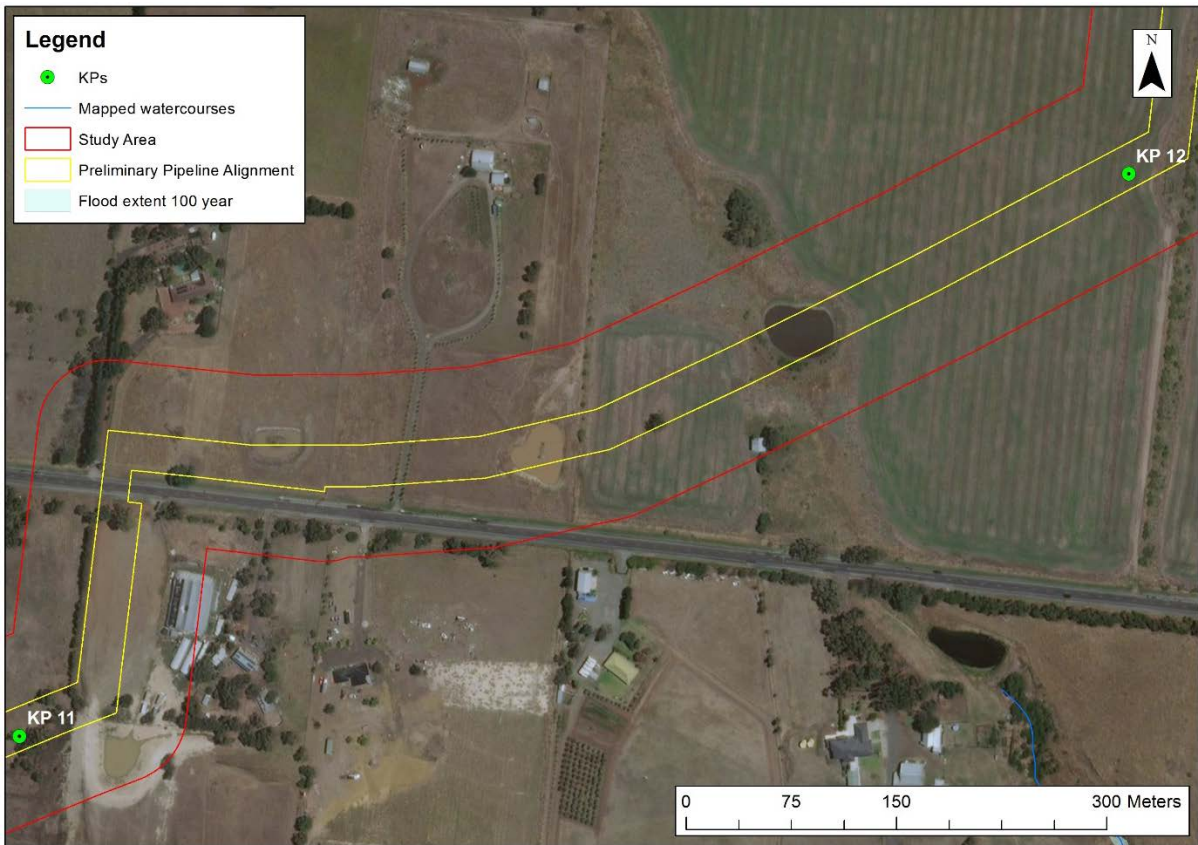 Legend
KPs
Mapped watercourses
Study Area
Preliminary Pipeline Alignment
Flood extent 100 year
N
KP 12
KP 11
0 75 150 300 Meters